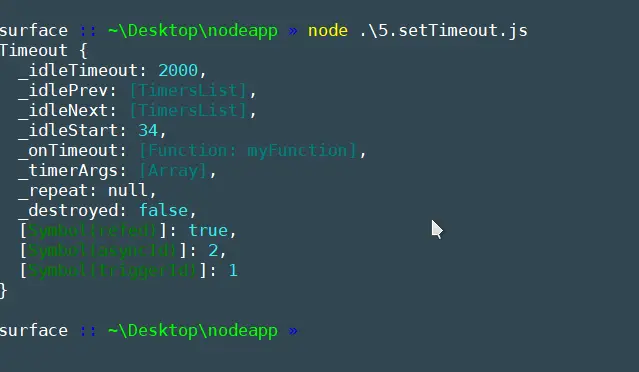 surface :: ~\Desktop\nodeapp » node .\5.setTimeout.js
Timeout {
  _idleTimeout: 2000,
  _idlePrev: [TimersList],
  _idleNext: [TimersList],
  _idleStart: 34,
  _onTimeout: [Function: myFunction],
  _timerArgs: [Array],
  _repeat: null,
  _destroyed: false,
  [Symbol(refed)]: true,
  [Symbol(asyncId)]: 2,
  [Symbol(triggerId)]: 1
}
surface :: ~\Desktop\nodeapp »